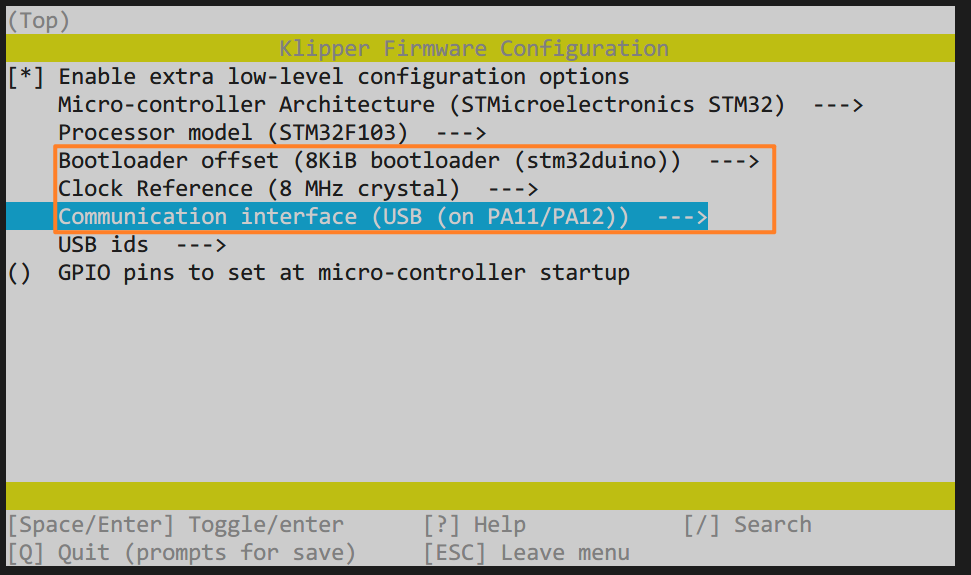 (Top)
Klipper Firmware Configuration
[*] Enable extra low-level configuration options
Micro-controller Architecture (STMicroelectronics STM32)  --->
Processor model (STM32F103)  --->
Bootloader offset (8KiB bootloader (stm32duino))  --->
Clock Reference (8 MHz crystal)  --->
Communication interface (USB (on PA11/PA12))  --->
USB ids  --->
()  GPIO pins to set at micro-controller startup
[Space/Enter] Toggle/enter [?] Help [/] Search
[Q] Quit (prompts for save) [ESC] Leave menu